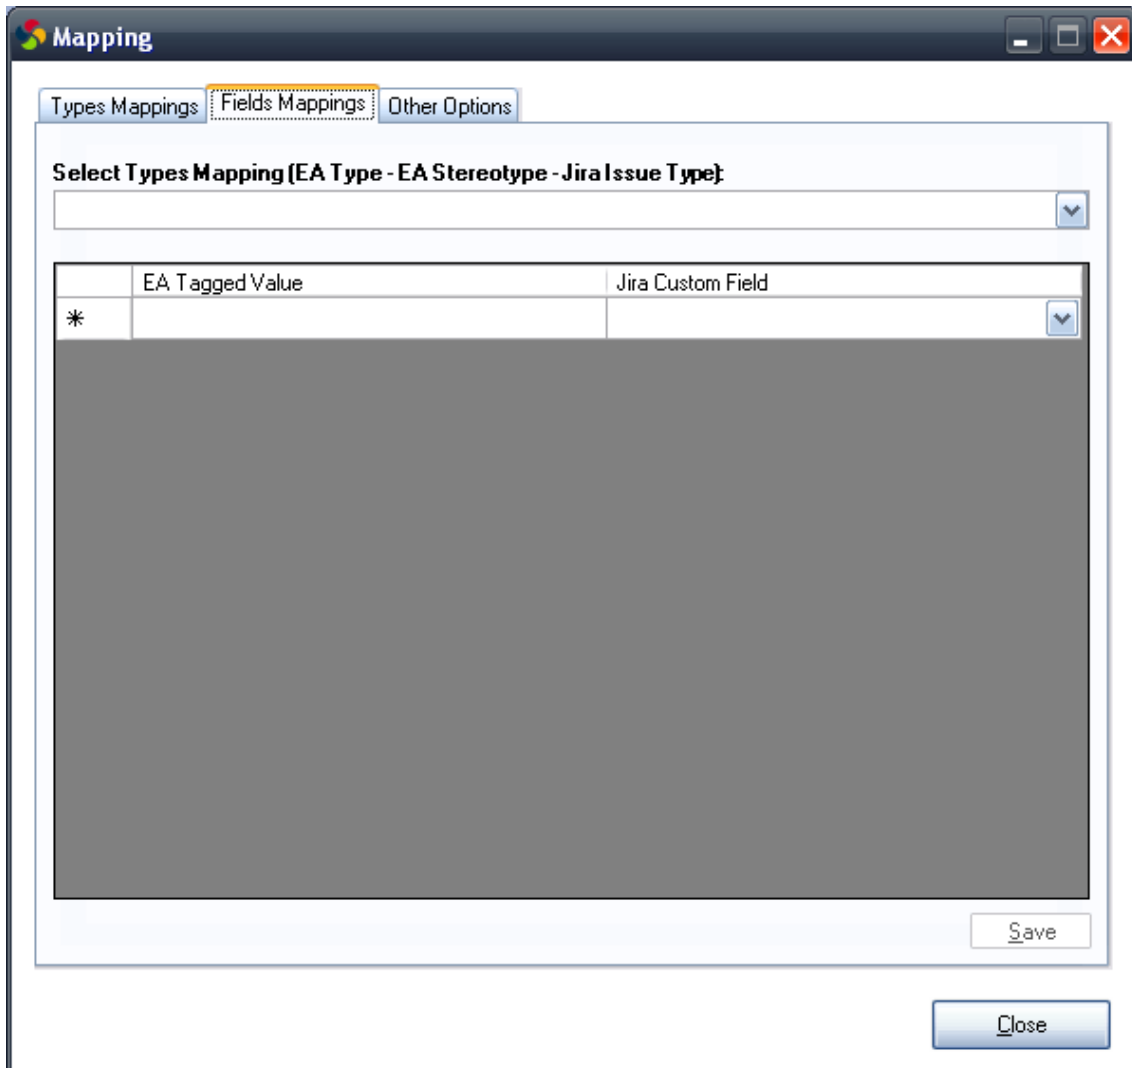 Mapping
Types Mappings Fields Mappings Other Options
Select Types Mapping (EA Type - EA Stereotype - Jira Issue Type):
EA Tagged Value Jira Custom Field
*
Save
Close